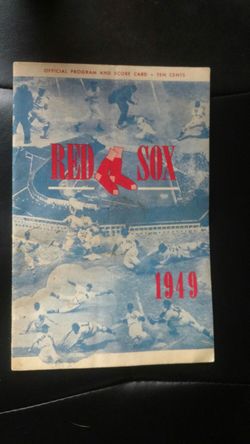 OFFICIAL PROGRAM AND SCORE CARD - TEN CENTS
RED SOX
1949